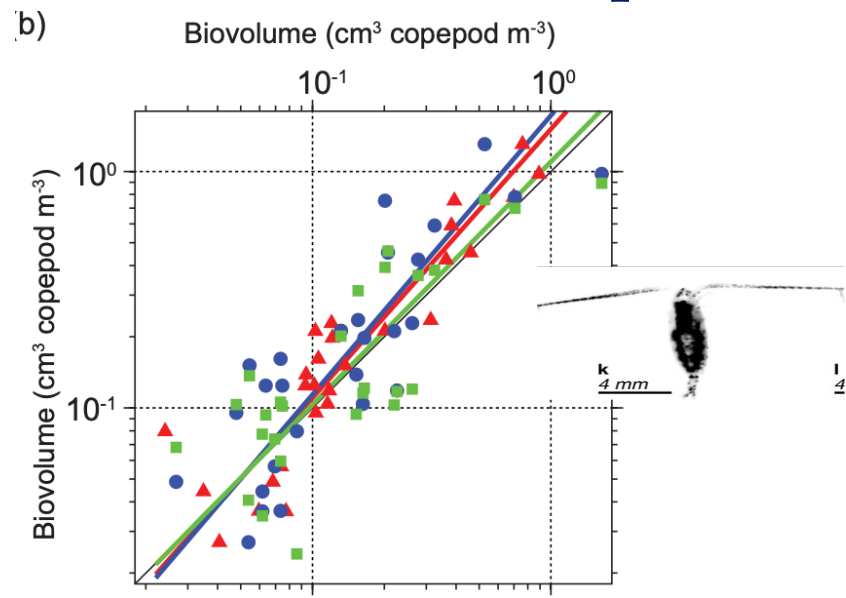 (b)
Biovolume (cm³ copepod m⁻³)
10⁻¹ 10⁰
10⁰
10⁻¹
Biovolume (cm³ copepod m⁻³)
k
4 mm
l
4